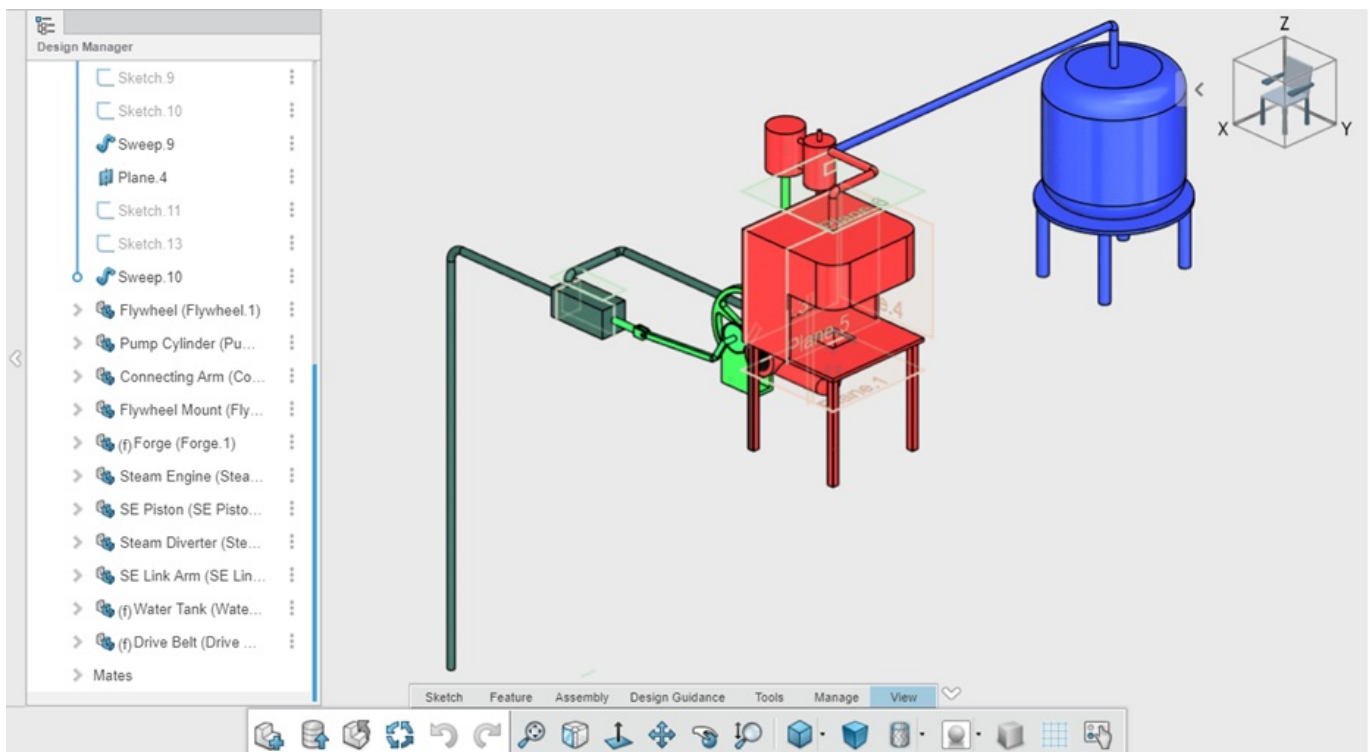 Design Manager
Sketch.9
Sketch.10
Sweep.9
Plane.4
Sketch.11
Sketch.13
Sweep.10
Flywheel (Flywheel.1)
Pump Cylinder (Pu...
Connecting Arm (Co...
Flywheel Mount (Fly...
(f) Forge (Forge.1)
Steam Engine (Stea...
SE Piston (SE Pisto...
Steam Diverter (Ste...
SE Link Arm (SE Lin...
(f) Water Tank (Wate...
(f) Drive Belt (Drive ...
Mates
Z
X
Y
Plane.5
Plane.1
Sketch Feature Assembly Design Guidance Tools Manage View